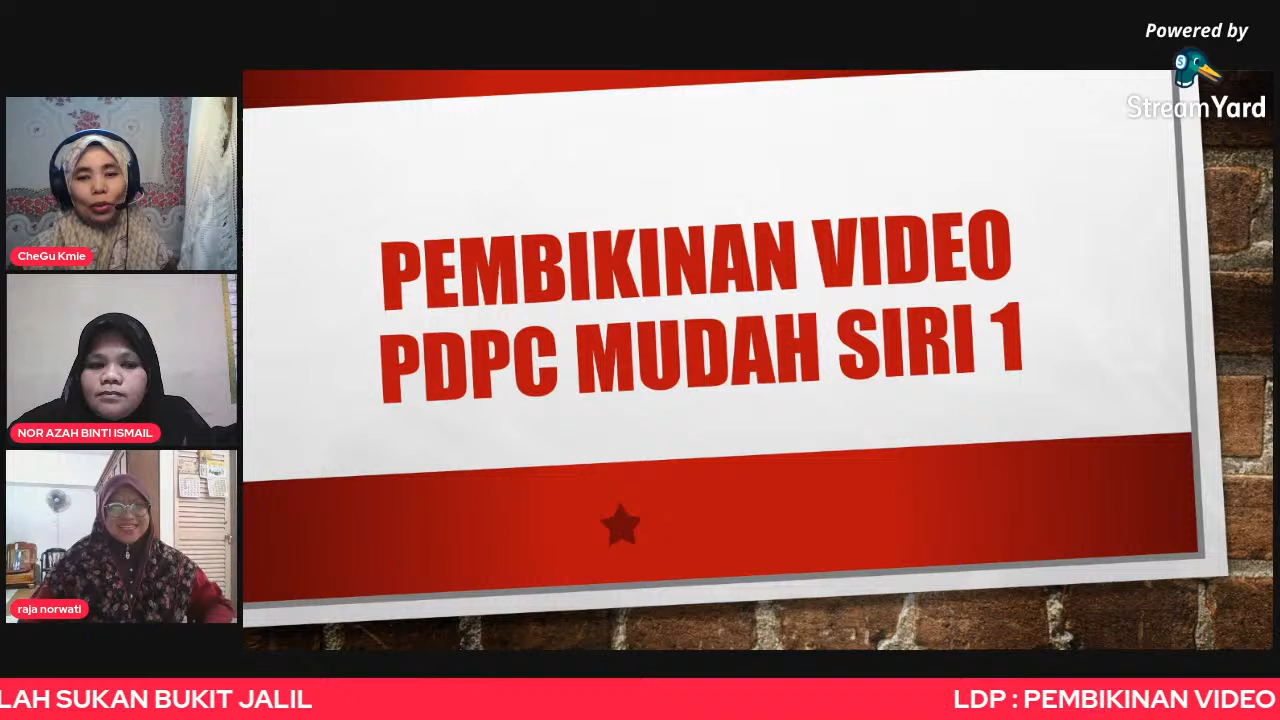 Powered by
StreamYard
CheGu Kmie
NOR AZAH BINTI ISMAIL
raja norwati
PEMBIKINAN VIDEO
PDPC MUDAH SIRI 1
LAH SUKAN BUKIT JALIL
LDP : PEMBIKINAN VIDEO